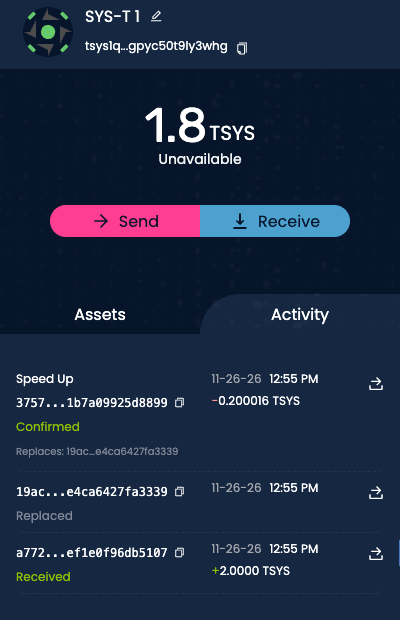 SYS-T 1
tsys1q...gpyc50t9ly3whg
1.8 TSYS
Unavailable
Send
Receive
Assets
Activity
Speed Up
11-26-26 12:55 PM
3757...1b7a09925d8899
-0.200016 TSYS
Confirmed
Replaces: 19ac...e4ca6427fa3339
19ac...e4ca6427fa3339
11-26-26 12:55 PM
Replaced
a772...ef1e0f96db5107
11-26-26 12:55 PM
+2.0000 TSYS
Received